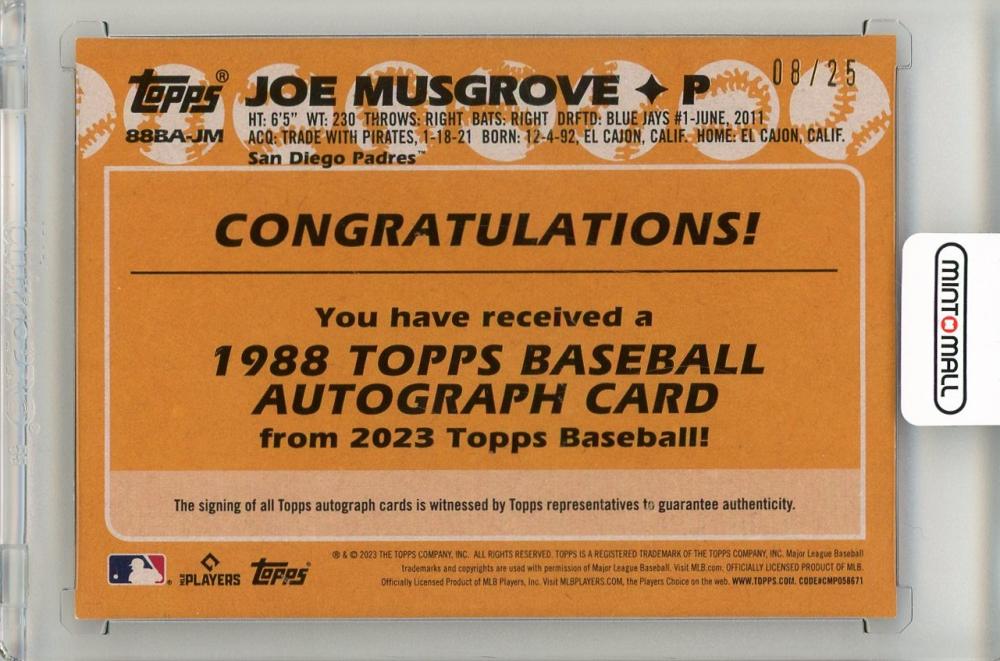 topps®
JOE MUSGROVE ✦ P
08/25
88BA-JM
HT: 6'5" WT: 230 THROWS: RIGHT BATS: RIGHT DRFTD: BLUE JAYS #1-JUNE, 2011
ACQ: TRADE WITH PIRATES, 1-18-21 BORN: 12-4-92, EL CAJON, CALIF. HOME: EL CAJON, CALIF.
San Diego Padres™
CONGRATULATIONS!
You have received a
1988 TOPPS BASEBALL
AUTOGRAPH CARD
from 2023 Topps Baseball!
The signing of all Topps autograph cards is witnessed by Topps representatives to guarantee authenticity.
MLB PLAYERS
topps®
® & © 2023 THE TOPPS COMPANY, INC. ALL RIGHTS RESERVED. TOPPS IS A REGISTERED TRADEMARK OF THE TOPPS COMPANY, INC. Major League Baseball
trademarks and copyrights are used with permission of Major League Baseball. Visit MLB.com. OFFICIALLY LICENSED PRODUCT OF MLB.
Officially Licensed Product of MLB Players, Inc. Visit MLBPLAYERS.COM, the Players Choice on the web. WWW.TOPPS.COM. CODE#CMP058671
MINT MALL